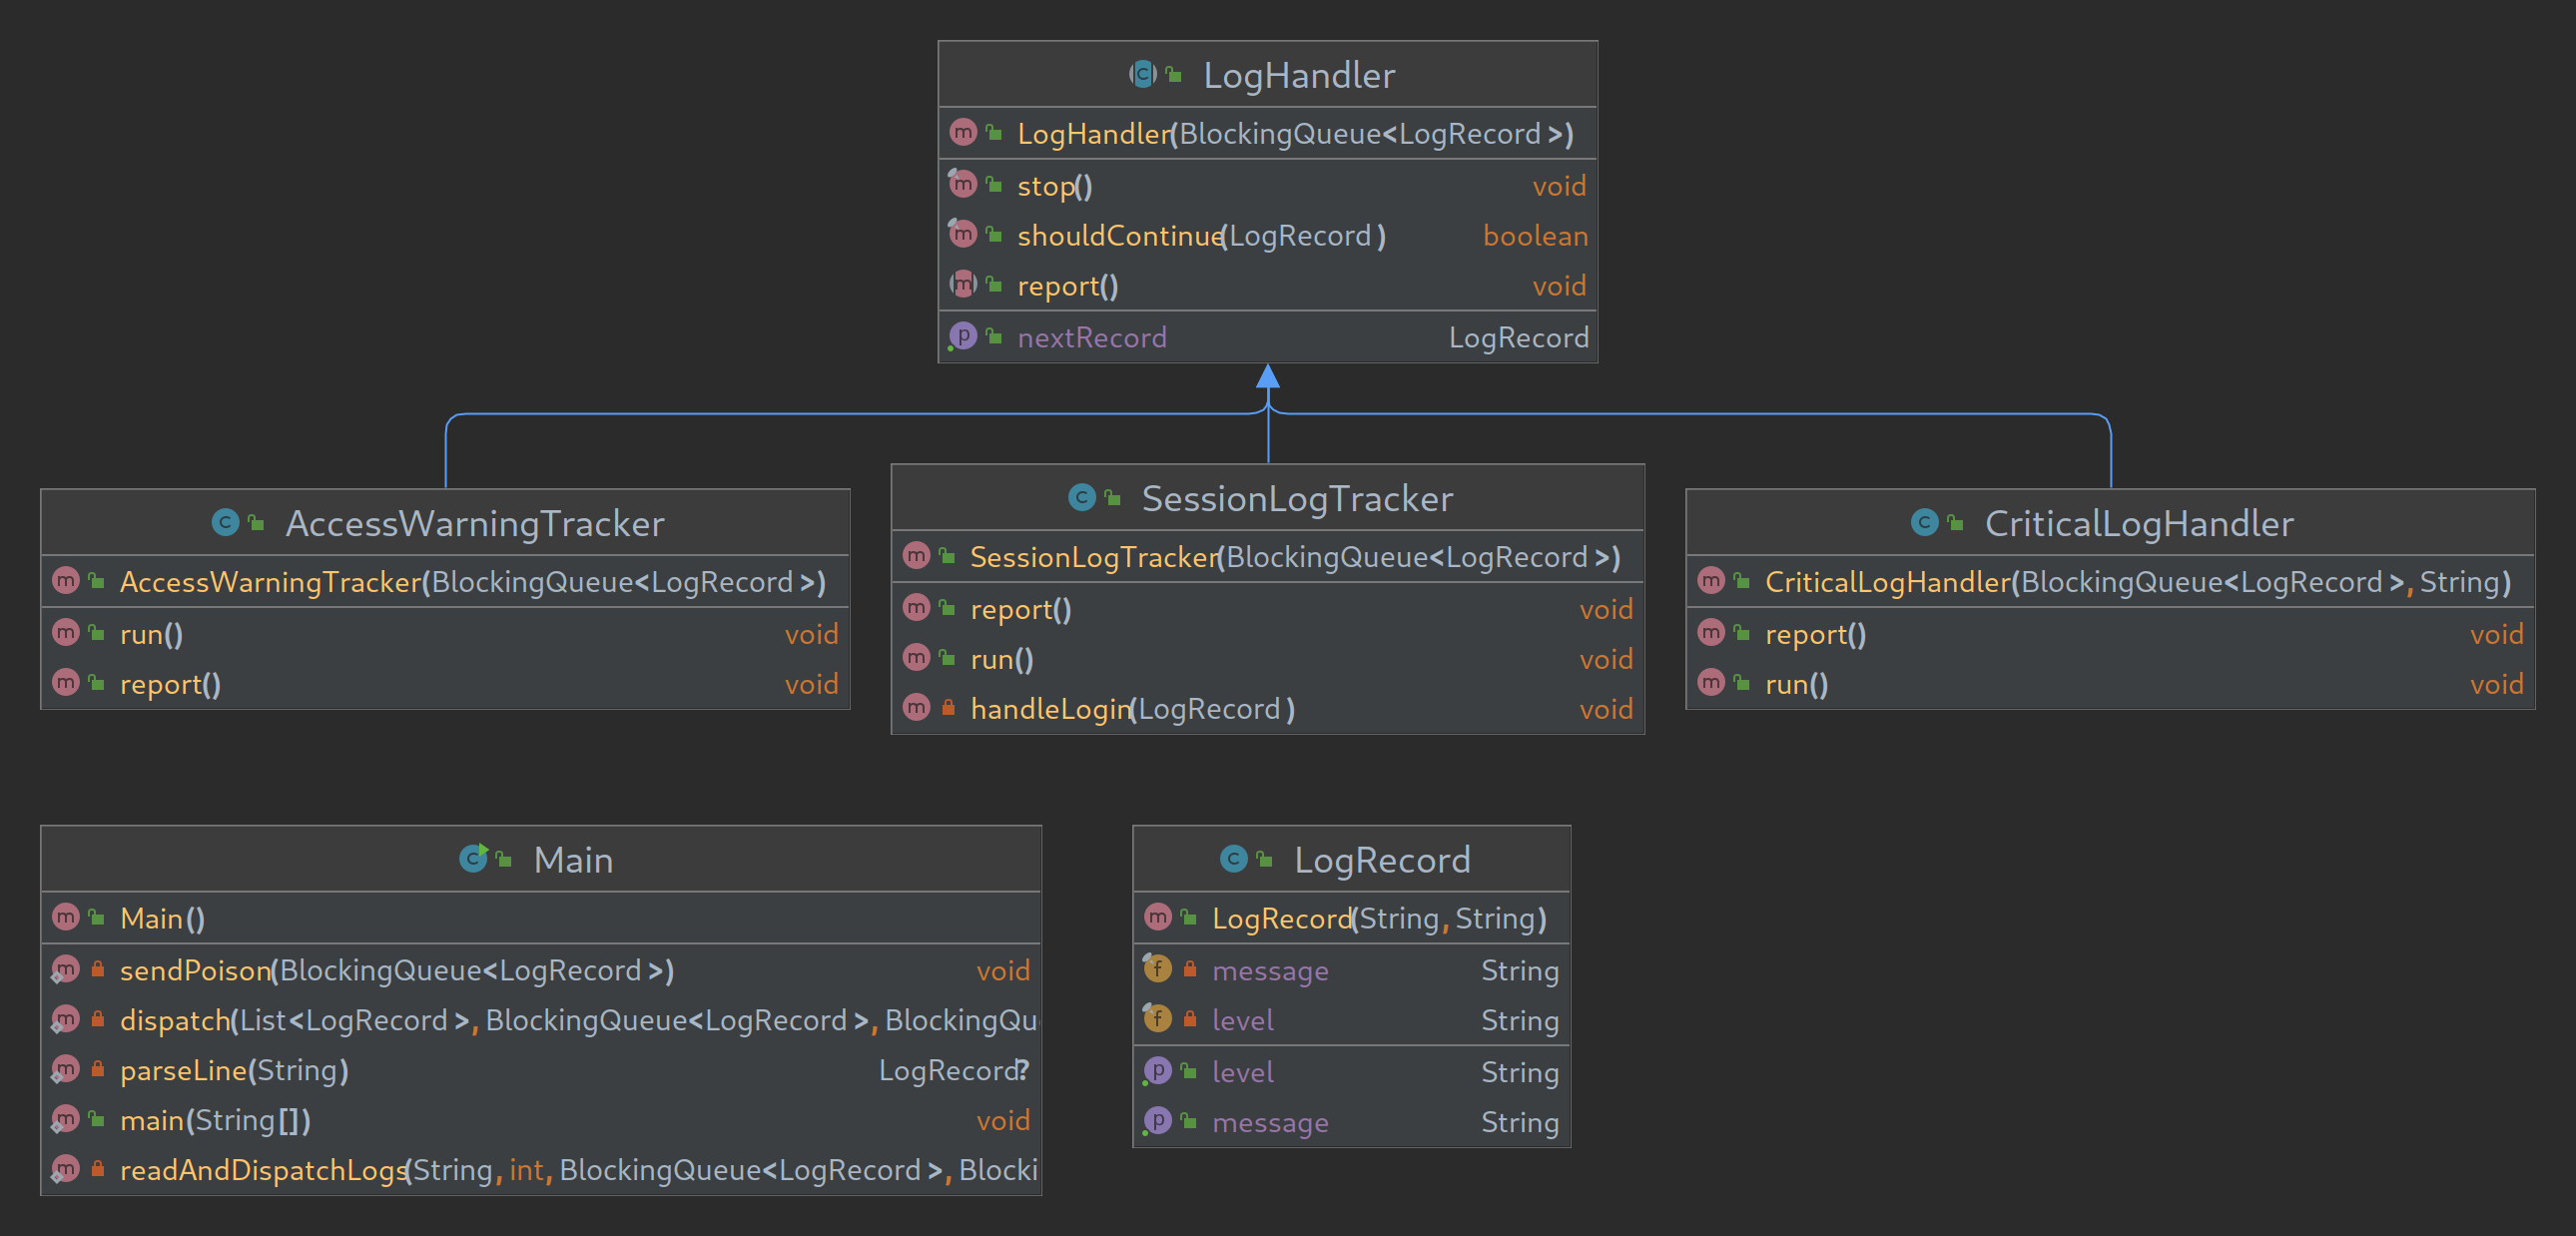 LogHandler
LogHandler(BlockingQueue<LogRecord>)
stop() void
shouldContinue(LogRecord) boolean
report() void
nextRecord LogRecord
AccessWarningTracker
AccessWarningTracker(BlockingQueue<LogRecord>)
run() void
report() void
SessionLogTracker
SessionLogTracker(BlockingQueue<LogRecord>)
report() void
run() void
handleLogin(LogRecord) void
CriticalLogHandler
CriticalLogHandler(BlockingQueue<LogRecord>, String)
report() void
run() void
Main
Main()
sendPoison(BlockingQueue<LogRecord>) void
dispatch(List<LogRecord>, BlockingQueue<LogRecord>, BlockingQu
parseLine(String) LogRecord?
main(String[]) void
readAndDispatchLogs(String, int, BlockingQueue<LogRecord>, Blocki
LogRecord
LogRecord(String, String)
message String
level String
level String
message String